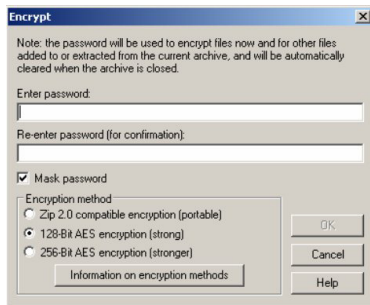 Encrypt
Note: the password will be used to encrypt files now and for other files
added to or extracted from the current archive, and will be automatically
cleared when the archive is closed.
Enter password:
Re-enter password (for confirmation):
Mask password
Encryption method
Zip 2.0 compatible encryption (portable)
128-Bit AES encryption (strong)
256-Bit AES encryption (stronger)
Information on encryption methods
OK
Cancel
Help